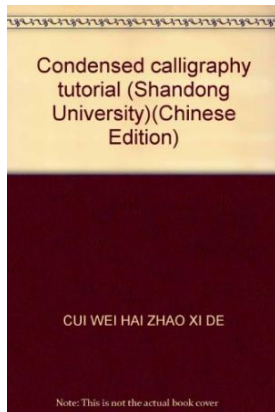 Condensed calligraphy
tutorial (Shandong
University)(Chinese
Edition)
CUI WEI HAI ZHAO XI DE
Note: This is not the actual book cover